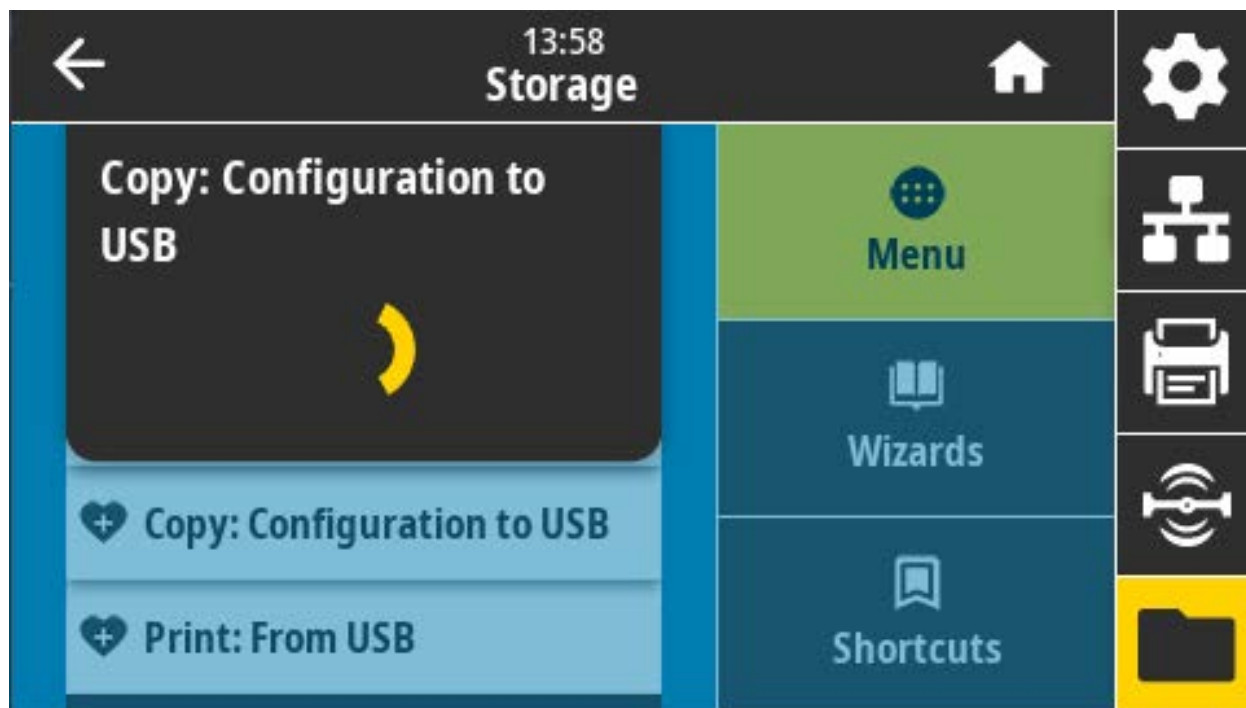 13:58
Storage
Copy: Configuration to
USB
Copy: Configuration to USB
Print: From USB
Menu
Wizards
Shortcuts